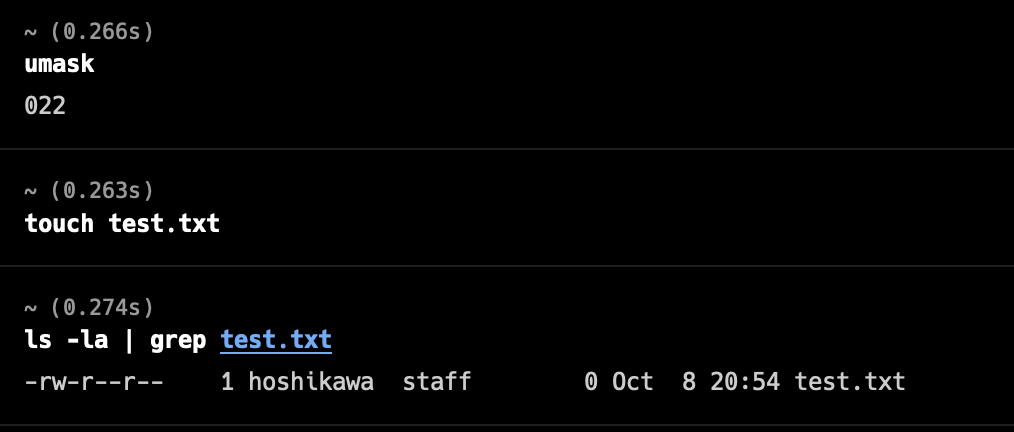 ~ (0.266s)
umask
022
~ (0.263s)
touch test.txt
~ (0.274s)
ls -la | grep test.txt
-rw-r--r--    1 hoshikawa  staff        0 Oct  8 20:54 test.txt